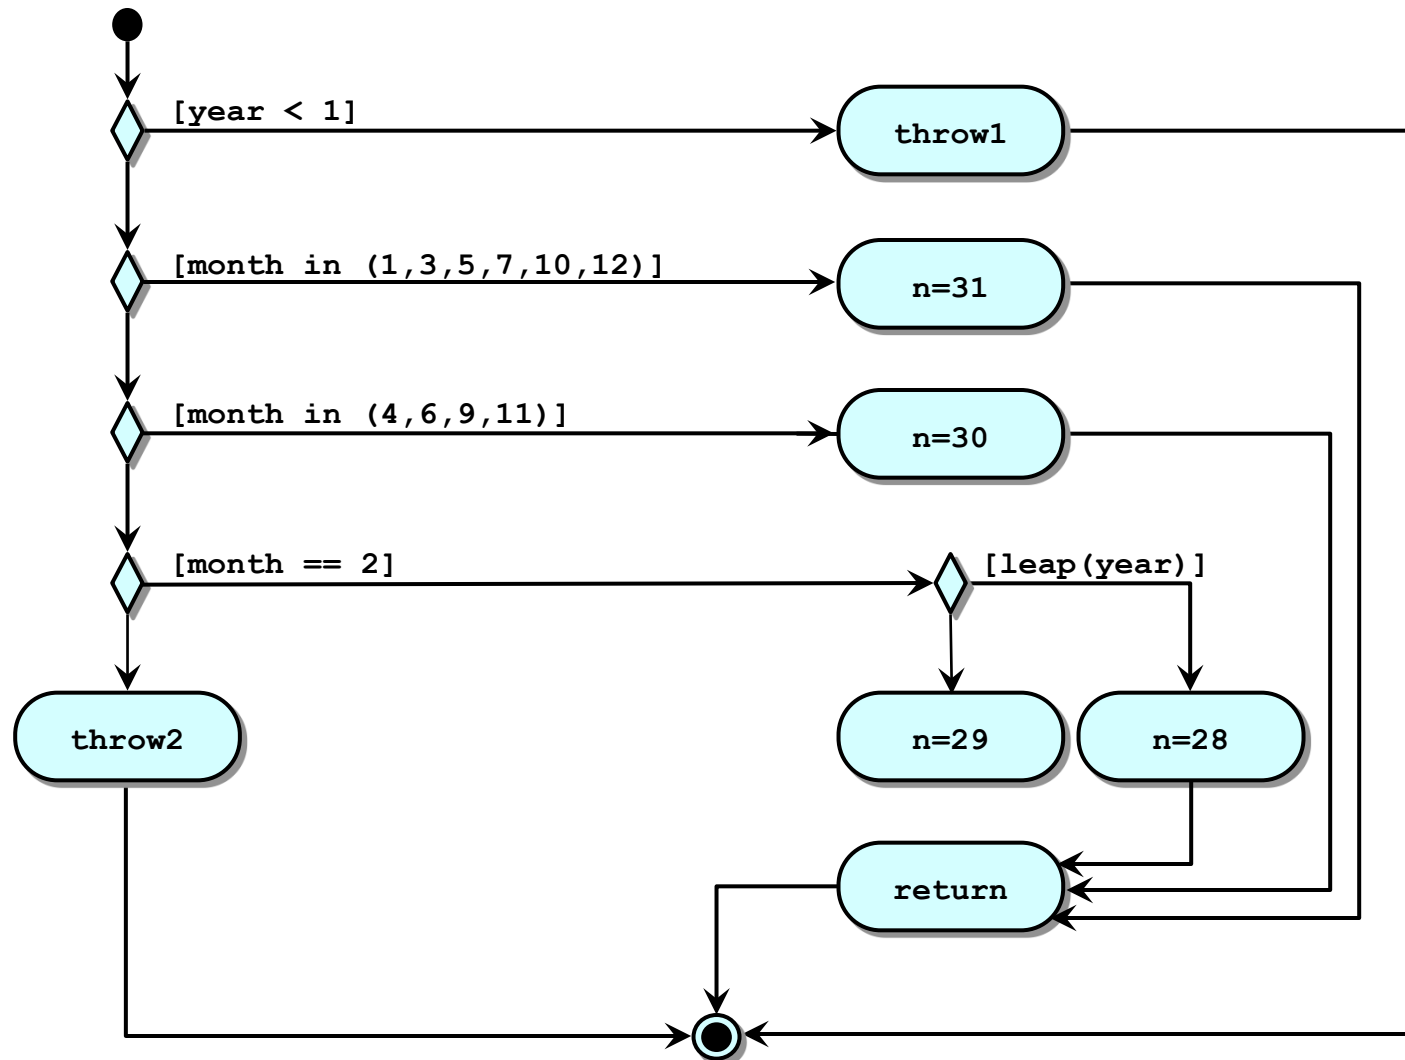 [year < 1]
throw1
[month in (1,3,5,7,10,12)]
n=31
[month in (4,6,9,11)]
n=30
[month == 2]
[leap(year)]
throw2
n=29
n=28
return